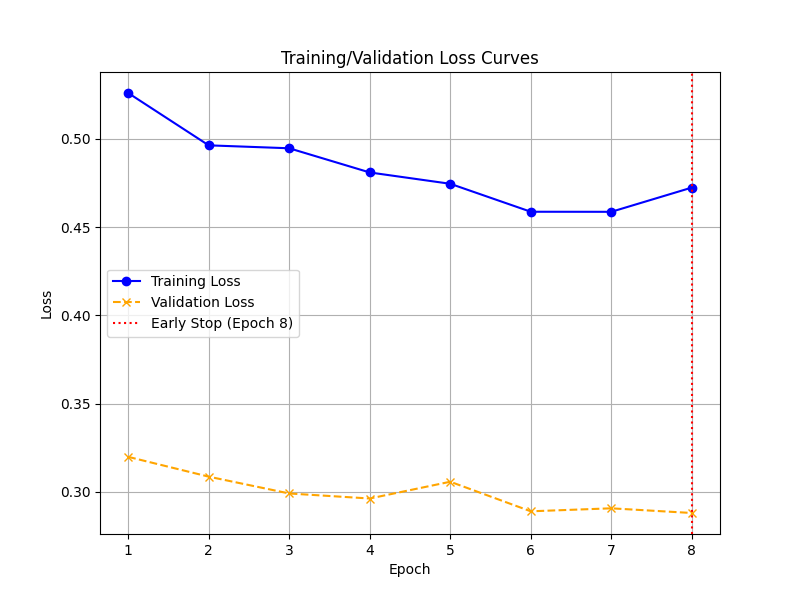 Training/Validation Loss Curves
0.50
0.45
0.40
0.35
0.30
Loss
Training Loss
Validation Loss
Early Stop (Epoch 8)
1 2 3 4 5 6 7 8
Epoch